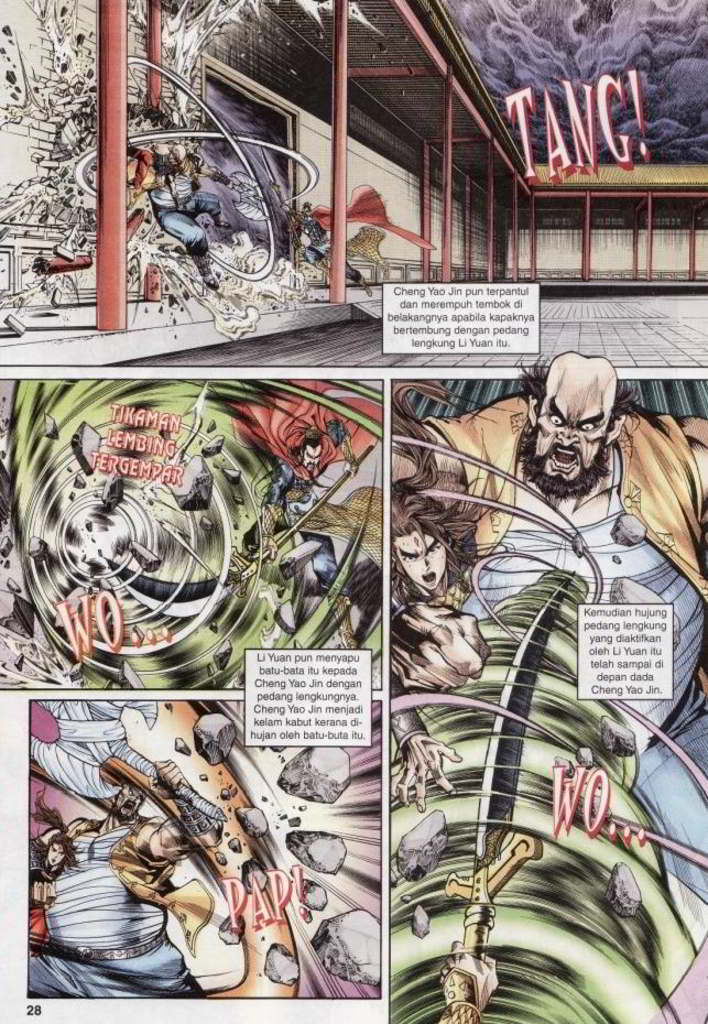 TANG!
Cheng Yao Jin pun terpantul
dan merempuh tembok di
belakangnya apabila kapaknya
bertembung dengan pedang
lengkung Li Yuan itu.
TIKAMAN
LEMBING
TERGEMPAR
WO...
Li Yuan pun menyapu
batu-bata itu kepada
Cheng Yao Jin dengan
pedang lengkungnya.
Cheng Yao Jin menjadi
kelam kabut kerana di-
hujan oleh batu-buta itu.
PAP!
Kemudian hujung
pedang lengkung
yang diaktifkan
oleh Li Yuan itu
telah sampai di
depan dada
Cheng Yao Jin.
WO...
28